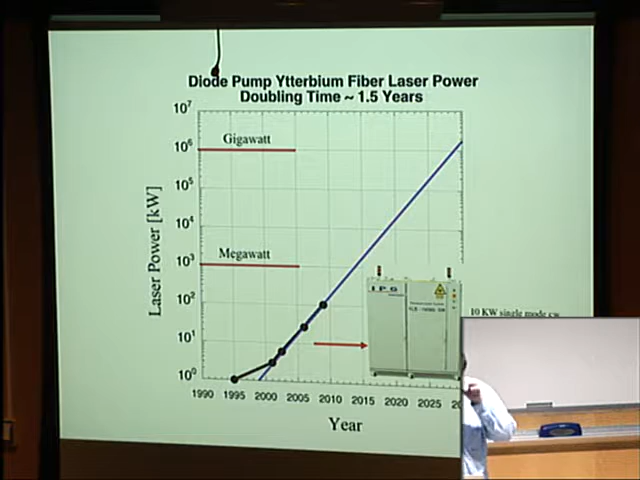 Diode Pump Ytterbium Fiber Laser Power
Doubling Time ~ 1.5 Years
10⁷
Gigawatt
10⁶
10⁵
10⁴
Laser Power [kW]
Megawatt
10³
10²
IPG
10 KW single mode cw
10¹
10⁰
1990 1995 2000 2005 2010 2015 2020 2025
Year